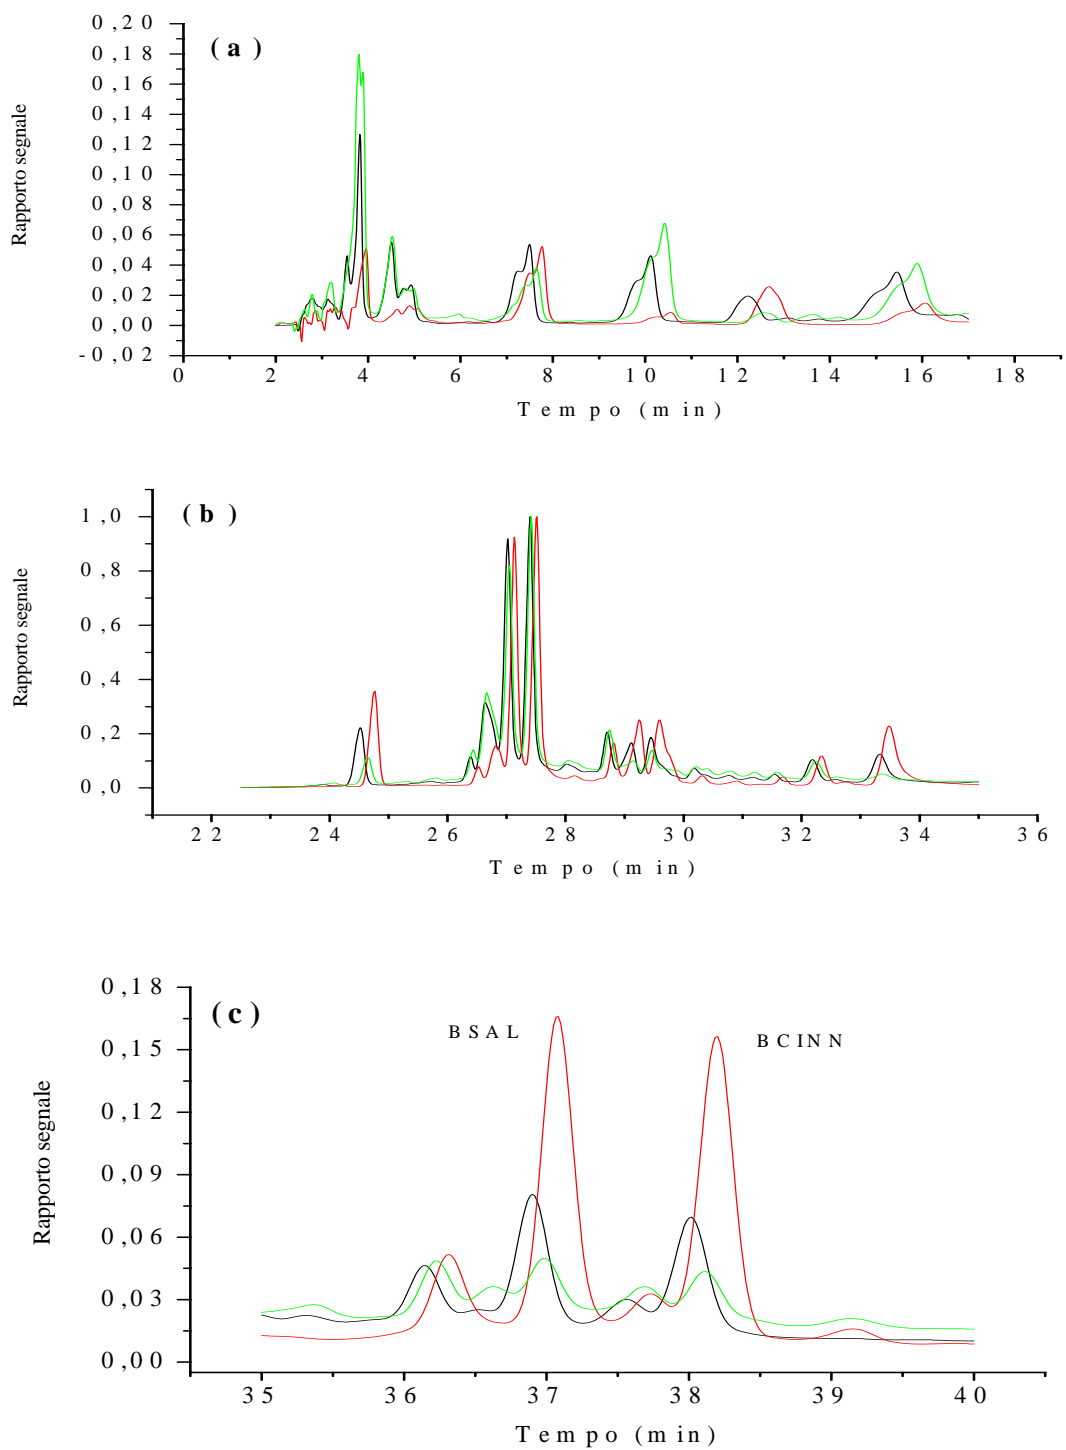 (a)
Rapporto segnale
0,20
0,18
0,16
0,14
0,12
0,10
0,08
0,06
0,04
0,02
0,00
-0,02
0 2 4 6 8 10 12 14 16 18
Tempo (min)
(b)
Rapporto segnale
1,0
0,8
0,6
0,4
0,2
0,0
22 24 26 28 30 32 34 36
Tempo (min)
(c)
BSAL
BCINN
Rapporto segnale
0,18
0,15
0,12
0,09
0,06
0,03
0,00
35 36 37 38 39 40
Tempo (min)